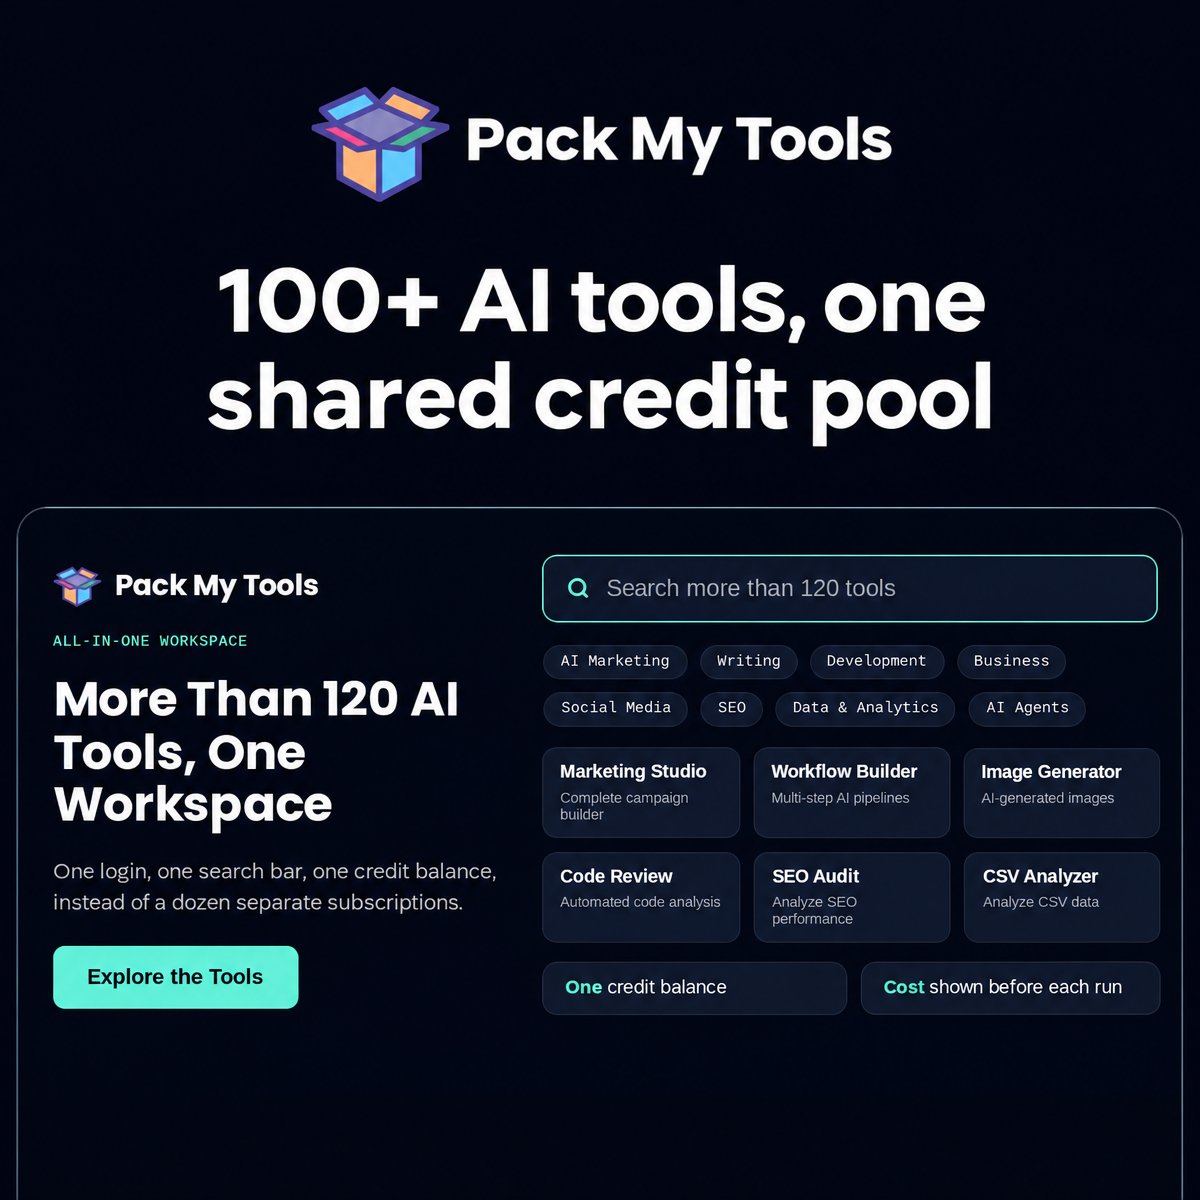 Pack My Tools
100+ AI tools, one
shared credit pool
Pack My Tools
ALL-IN-ONE WORKSPACE
More Than 120 AI
Tools, One
Workspace
One login, one search bar, one credit balance,
instead of a dozen separate subscriptions.
Explore the Tools
Search more than 120 tools
AI Marketing
Writing
Development
Business
Social Media
SEO
Data & Analytics
AI Agents
Marketing Studio
Complete campaign
builder
Workflow Builder
Multi-step AI pipelines
Image Generator
AI-generated images
Code Review
Automated code analysis
SEO Audit
Analyze SEO
performance
CSV Analyzer
Analyze CSV data
One credit balance
Cost shown before each run